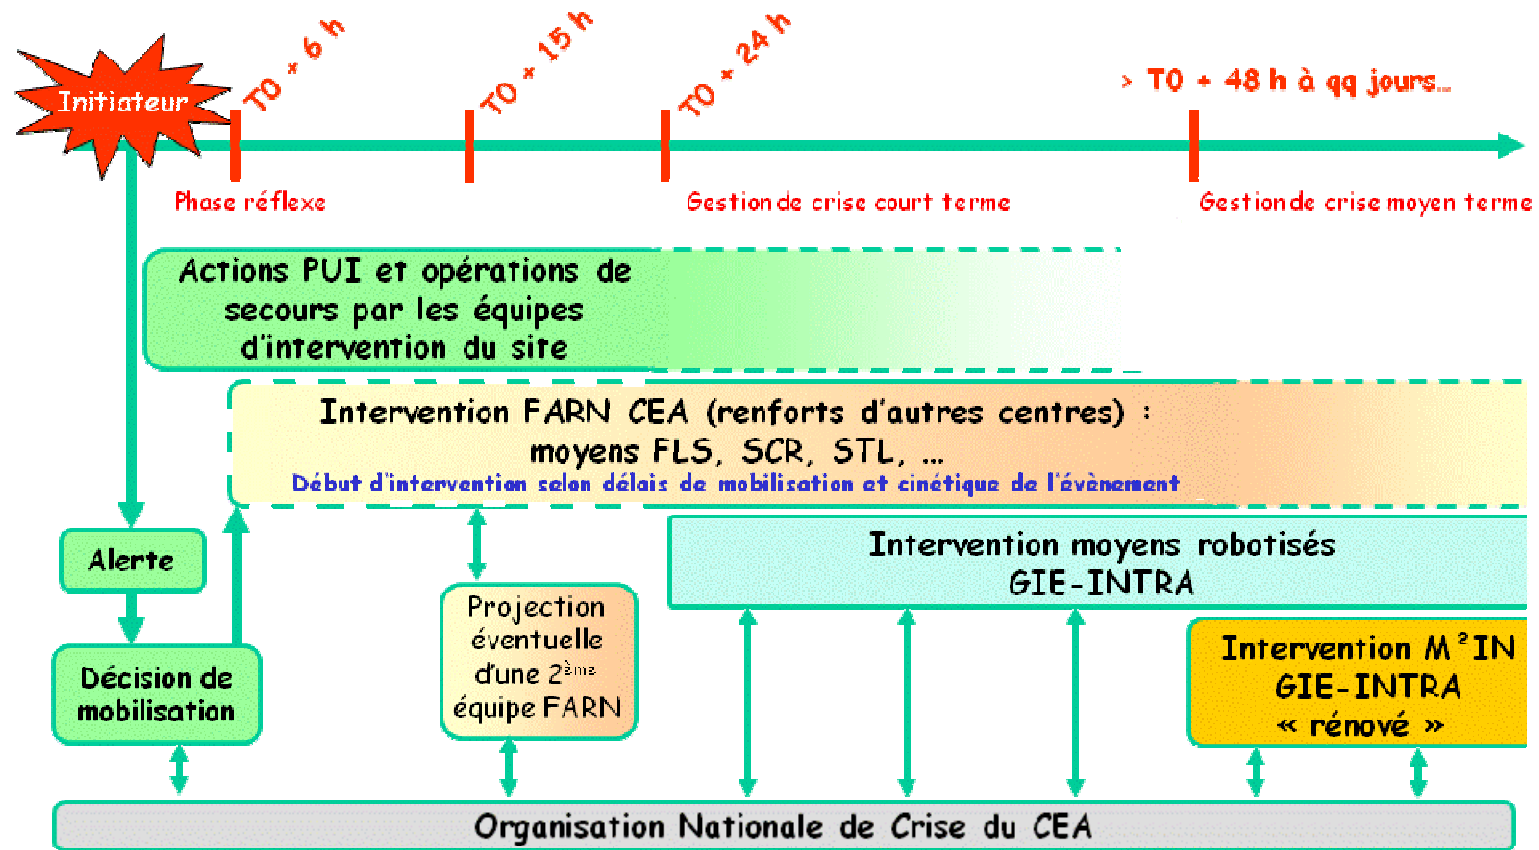 T0 + 6 h
T0 + 15 h
T0 + 24 h
> T0 + 48 h à qq jours...
Initiateur
Phase réflexe
Gestion de crise court terme
Gestion de crise moyen terme
Actions PUI et opérations de
secours par les équipes
d'intervention du site
Intervention FARN CEA (renforts d'autres centres) :
moyens FLS, SCR, STL, ...
Début d'intervention selon délais de mobilisation et cinétique de l'évènement
Alerte
Décision de
mobilisation
Projection
éventuelle
d'une 2ème
équipe FARN
Intervention moyens robotisés
GIE-INTRA
Intervention M²IN
GIE-INTRA
« rénové »
Organisation Nationale de Crise du CEA